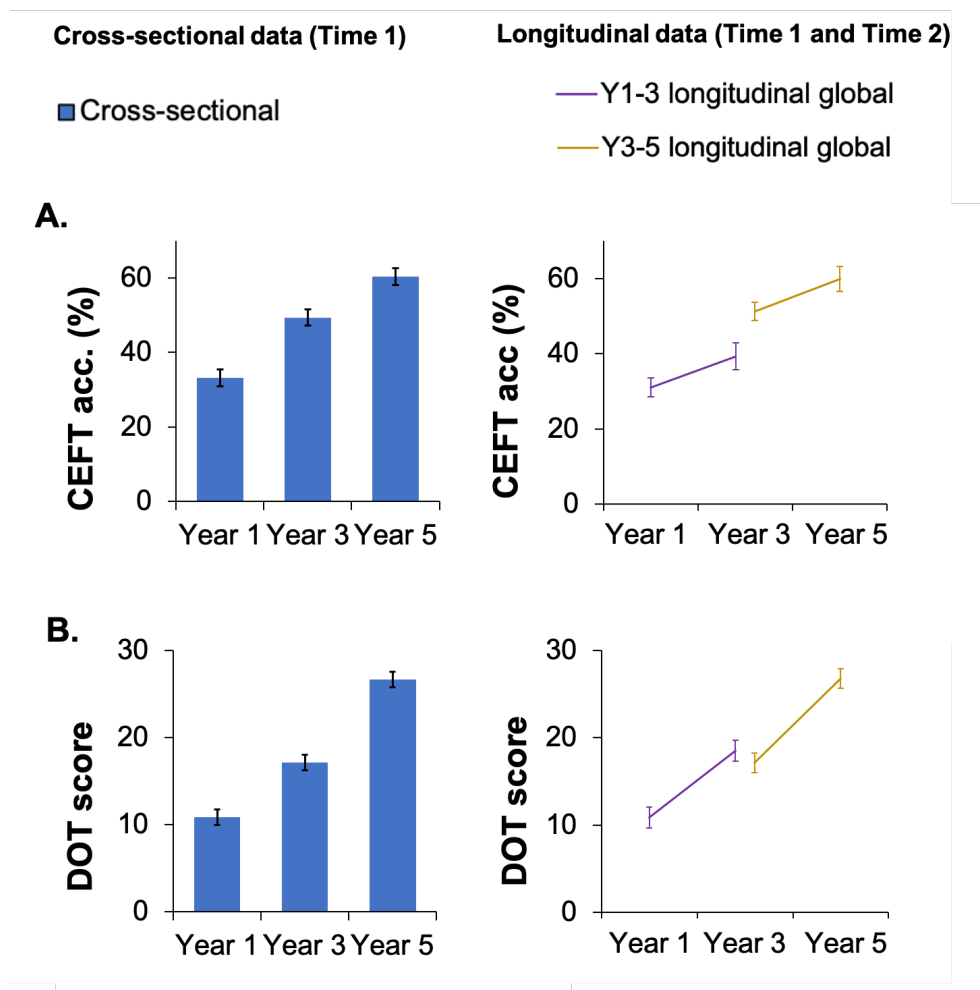 Cross-sectional data (Time 1)
Longitudinal data (Time 1 and Time 2)
Cross-sectional
Y1-3 longitudinal global
Y3-5 longitudinal global
A.
CEFT acc. (%)
60
40
20
0
Year 1 Year 3 Year 5
CEFT acc (%)
60
40
20
0
Year 1 Year 3 Year 5
B.
DOT score
30
20
10
0
Year 1 Year 3 Year 5
DOT score
30
20
10
0
Year 1 Year 3 Year 5